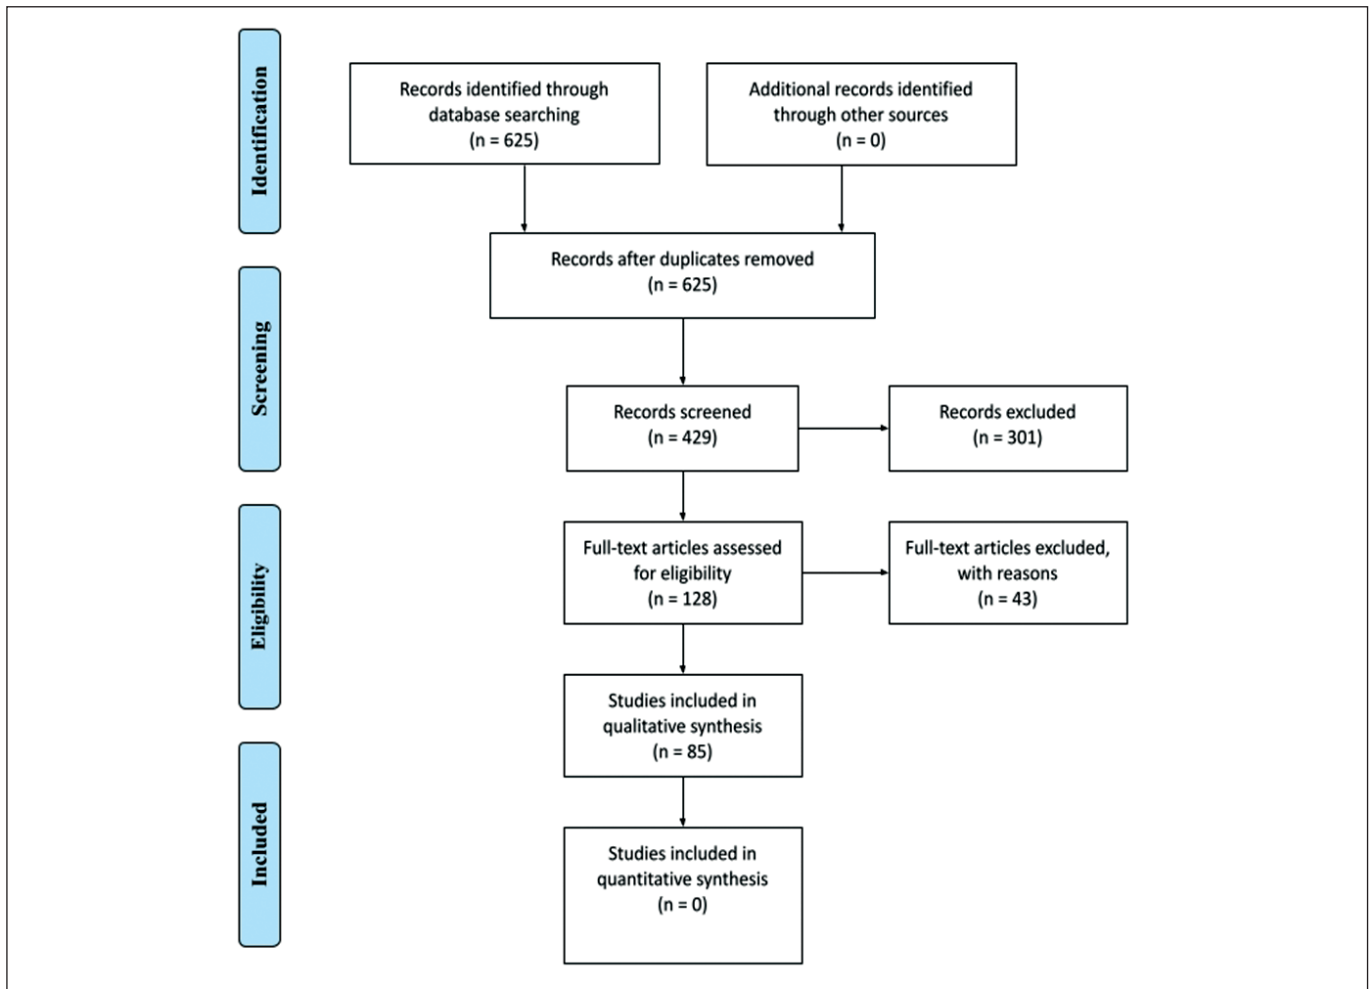 Identification
Records identified through
database searching
(n = 625)
Additional records identified
through other sources
(n = 0)
Records after duplicates removed
(n = 625)
Screening
Records screened
(n = 429)
Records excluded
(n = 301)
Eligibility
Full-text articles assessed
for eligibility
(n = 128)
Full-text articles excluded,
with reasons
(n = 43)
Studies included in
qualitative synthesis
(n = 85)
Included
Studies included in
quantitative synthesis
(n = 0)